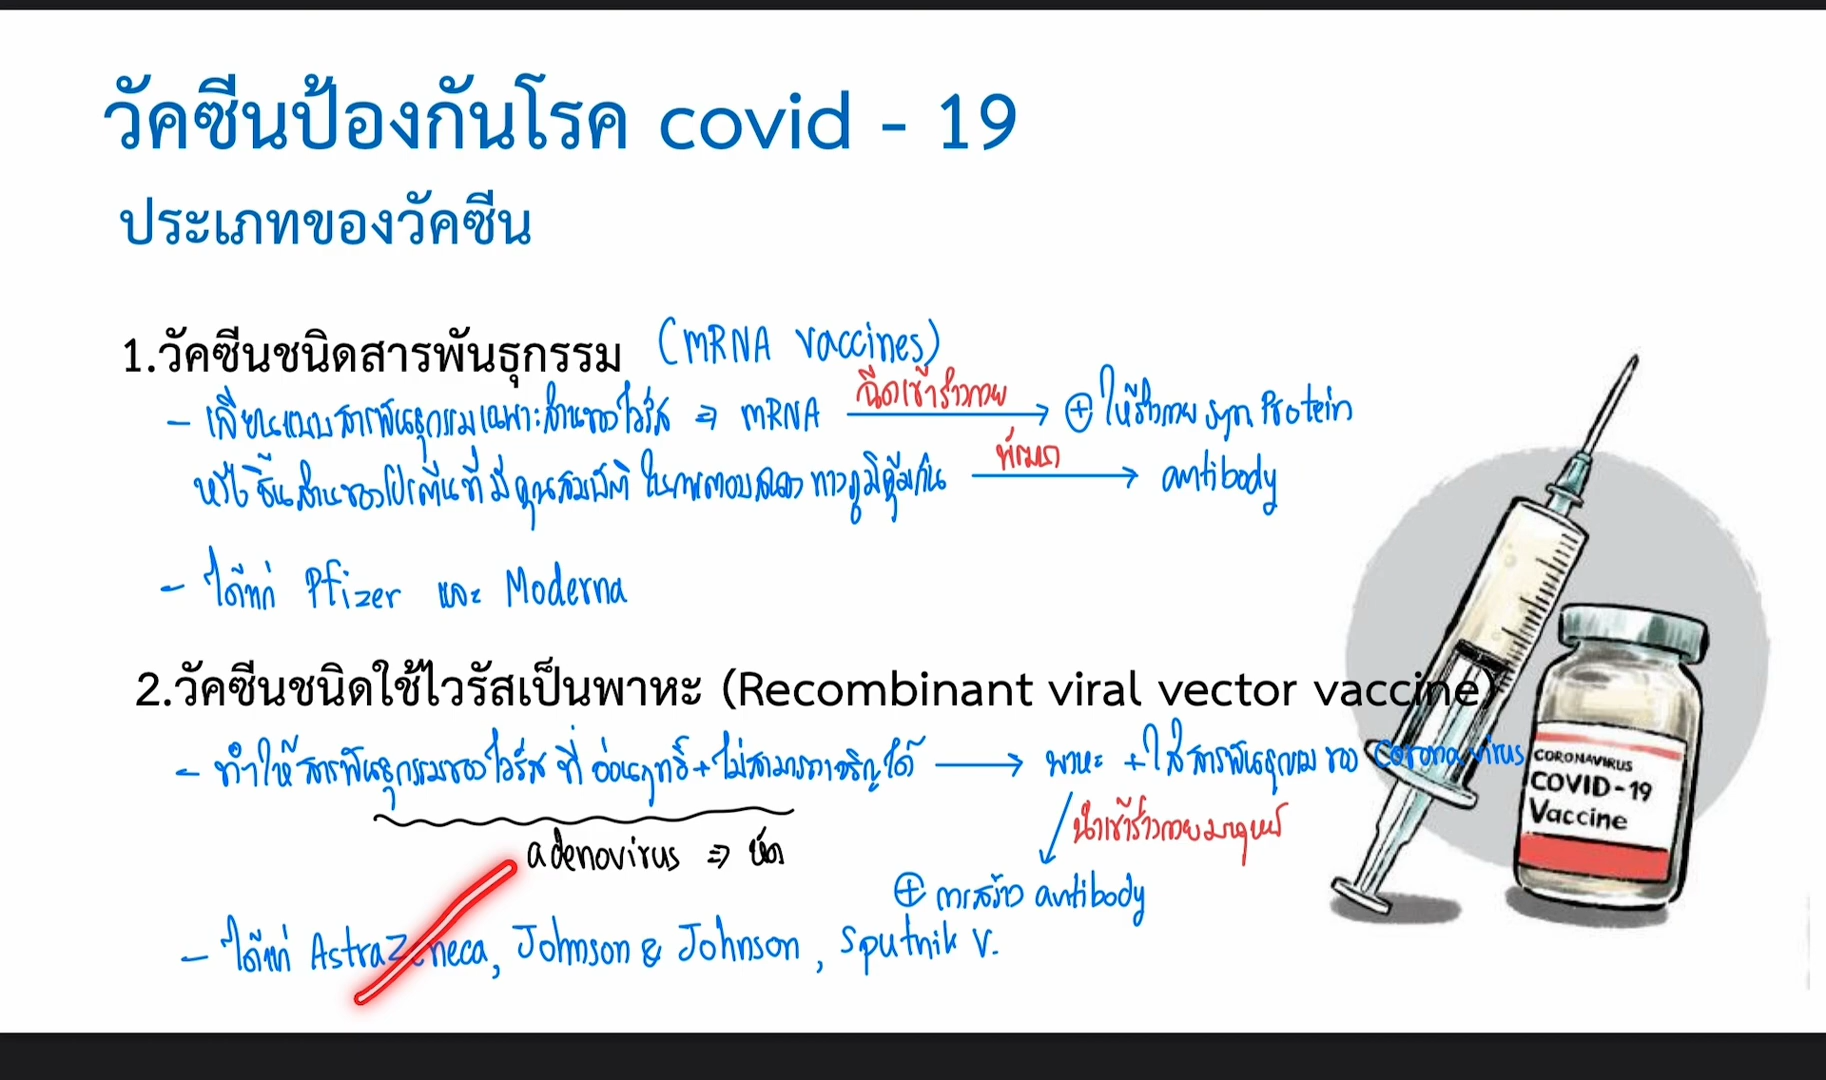 วัคซีนป้องกันโรค covid - 19
ประเภทของวัคซีน
1.วัคซีนชนิดสารพันธุกรรม (mRNA vaccines)
- เลียนแบบสารพันธุกรรมเฉพาะส่วนของไวรัส ⇒ mRNA ฉีดเข้าร่างกาย → ⊕ ให้ร่างกาย syn Protein
หรือชิ้นส่วนของโปรตีนที่มีคุณสมบัติ ในการตอบสนองทางภูมิคุ้มกัน พัฒนา → antibody
- ได้แก่ Pfizer และ Moderna
2.วัคซีนชนิดใช้ไวรัสเป็นพาหะ (Recombinant viral vector vaccine)
- ทำให้สารพันธุกรรมของไวรัส ที่อ่อนฤทธิ์ + ไม่สามารถเจริญได้ → พาหะ + ใส่สารพันธุกรรม ของ Corona virus
นำเข้าร่างกายมนุษย์
adenovirus ⇒
⊕ การสร้าง antibody
- ได้แก่ AstraZeneca, Johnson & Johnson, Sputnik V.
CORONAVIRUS
COVID-19
Vaccine